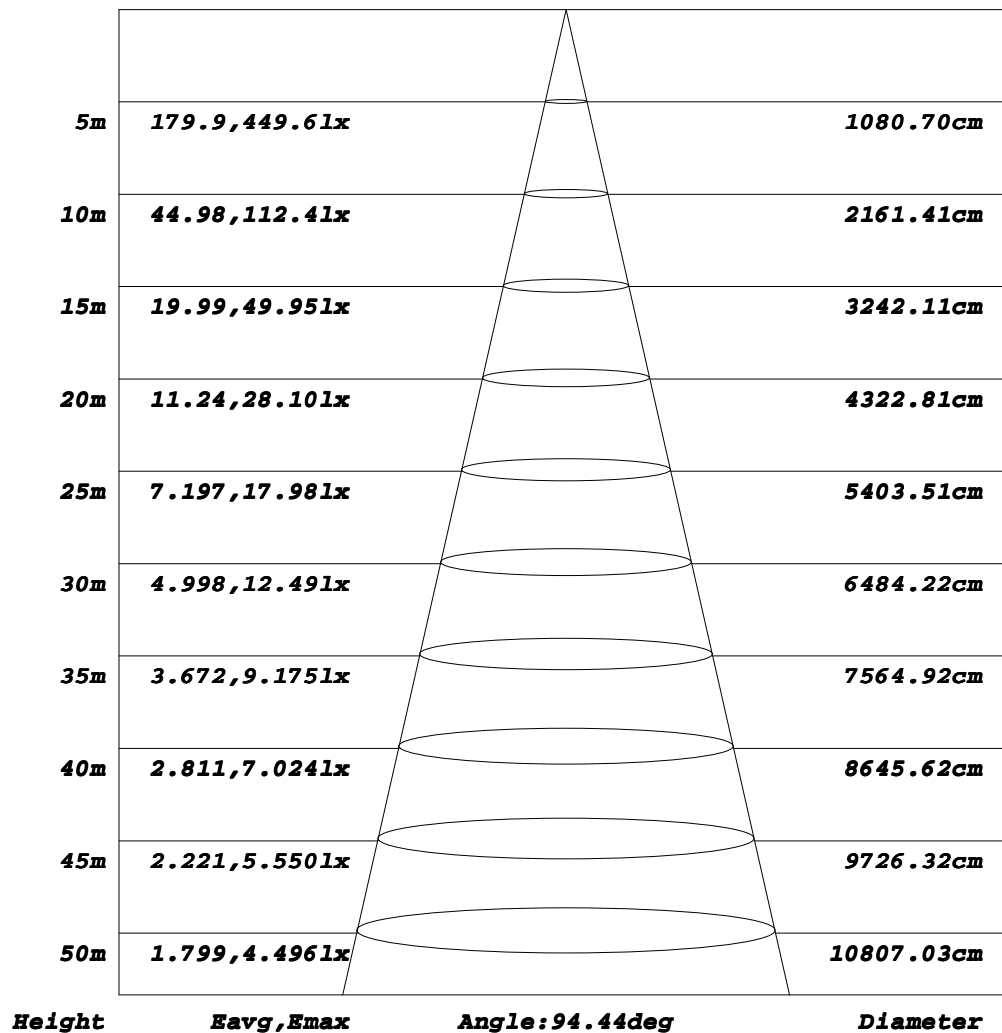 5m 179.9,449.6lx 1080.70cm
10m 44.98,112.4lx 2161.41cm
15m 19.99,49.95lx 3242.11cm
20m 11.24,28.10lx 4322.81cm
25m 7.197,17.98lx 5403.51cm
30m 4.998,12.49lx 6484.22cm
35m 3.672,9.175lx 7564.92cm
40m 2.811,7.024lx 8645.62cm
45m 2.221,5.550lx 9726.32cm
50m 1.799,4.496lx 10807.03cm
Height Eavg,Emax Angle:94.44deg Diameter